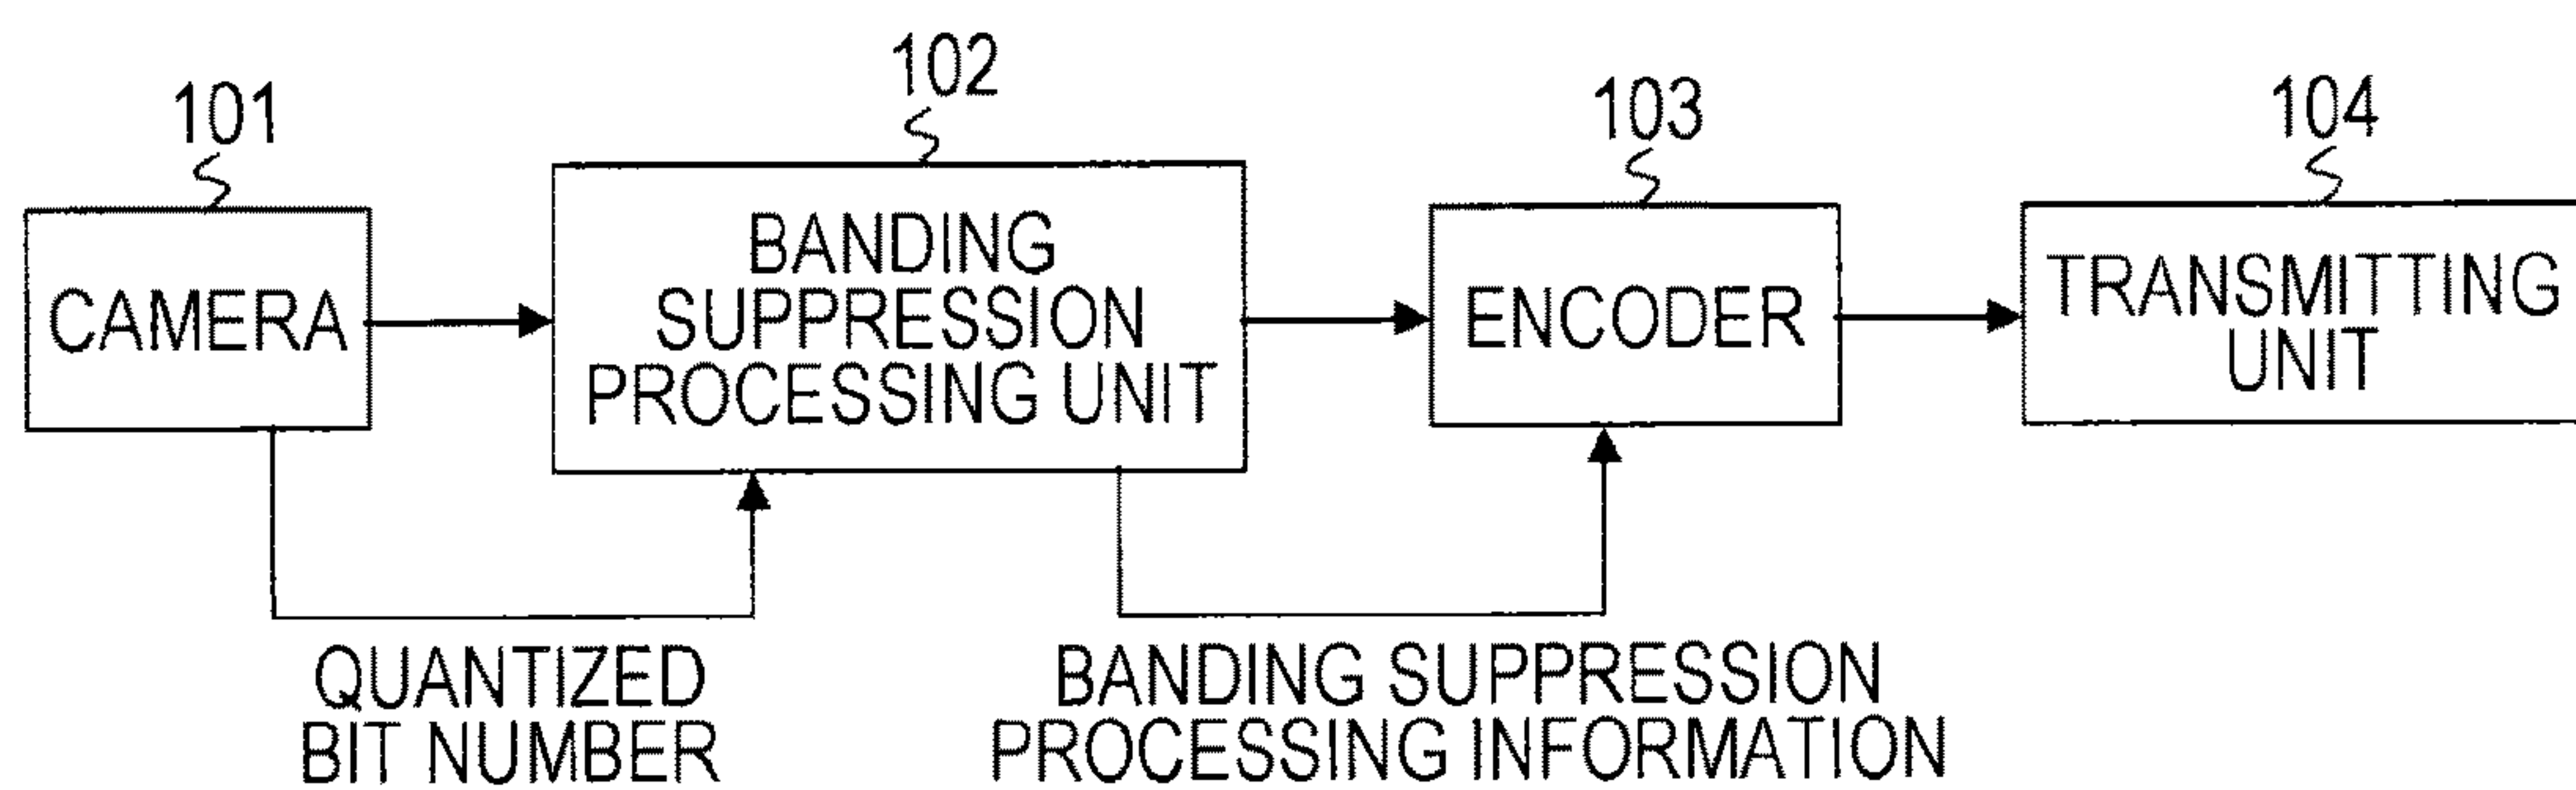 101
102
103
104
CAMERA
BANDING
SUPPRESSION
PROCESSING UNIT
ENCODER
TRANSMITTING
UNIT
QUANTIZED
BIT NUMBER
BANDING SUPPRESSION
PROCESSING INFORMATION